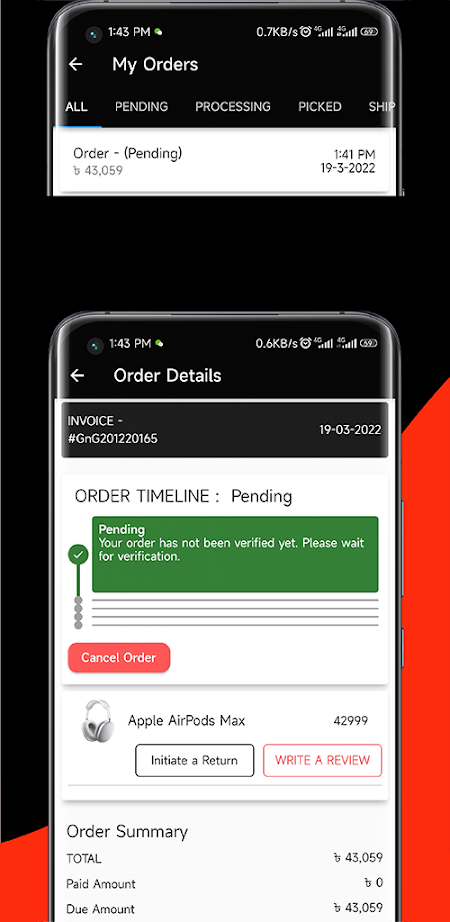 1:43 PM
0.7KB/s 4G 4G 69
My Orders
ALL PENDING PROCESSING PICKED SHIP
Order - (Pending)
1:41 PM
৳ 43,059
19-3-2022
1:43 PM
0.6KB/s 4G 4G 69
Order Details
INVOICE -
#GnG201220165
19-03-2022
ORDER TIMELINE : Pending
Pending
Your order has not been verified yet. Please wait
for verification.
Cancel Order
Apple AirPods Max 42999
Initiate a Return WRITE A REVIEW
Order Summary
TOTAL ৳ 43,059
Paid Amount ৳ 0
Due Amount ৳ 43,059